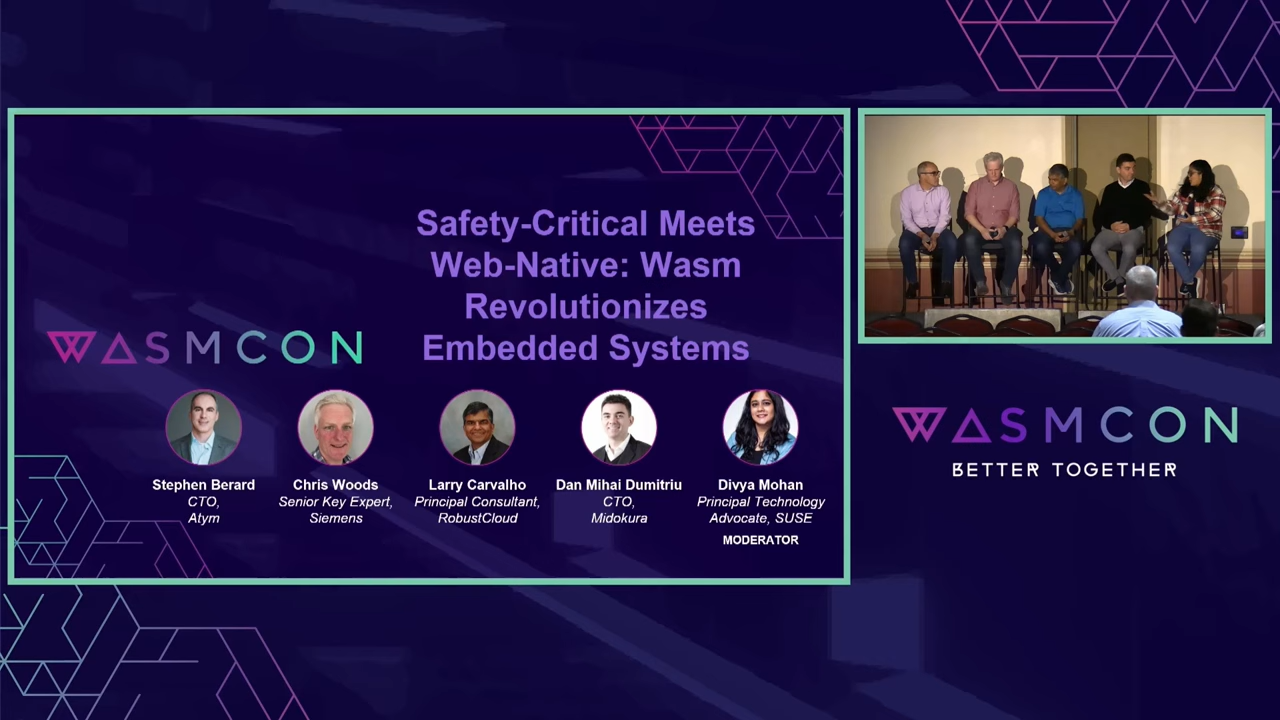 Safety-Critical Meets
Web-Native: Wasm
Revolutionizes
Embedded Systems
WASMCON
Stephen Berard
CTO,
Atym
Chris Woods
Senior Key Expert,
Siemens
Larry Carvalho
Principal Consultant,
RobustCloud
Dan Mihai Dumitriu
CTO,
Midokura
Divya Mohan
Principal Technology
Advocate, SUSE
MODERATOR
WASMCON
BETTER TOGETHER